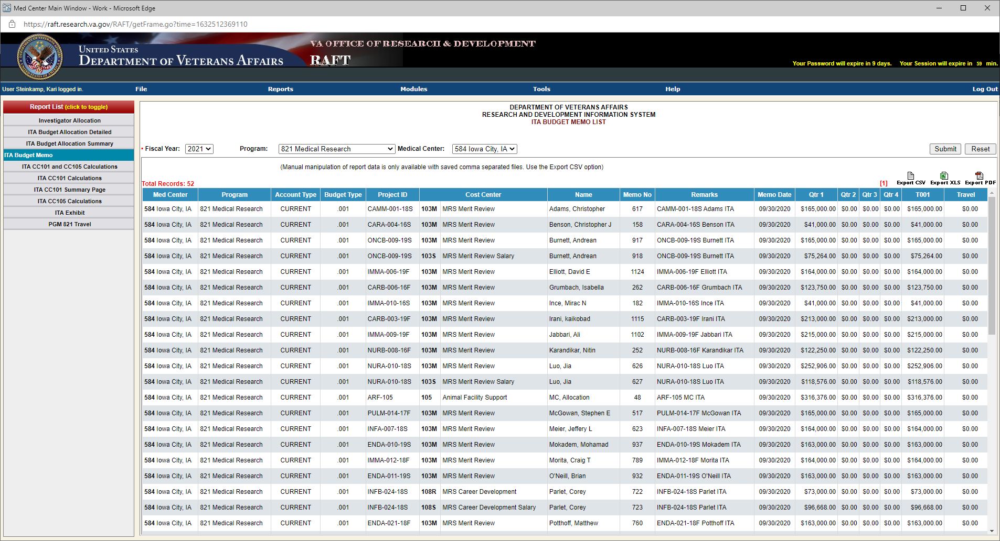 Med Center Main Window - Work - Microsoft Edge
https://raft.research.va.gov/RAFT/getFrame.go?time=1632512369110
VA OFFICE OF RESEARCH & DEVELOPMENT
UNITED STATES
DEPARTMENT OF VETERANS AFFAIRS
RAFT
Your Password will expire in 9 days. Your Session will expire in 59 min.
User Steinkamp, Kari logged in. File Reports Modules Tools Help Log Out
Report List (click to toggle)
Investigator Allocation
ITA Budget Allocation Detailed
ITA Budget Allocation Summary
ITA Budget Memo
ITA CC101 and CC105 Calculations
ITA CC101 Calculations
ITA CC101 Summary Page
ITA CC105 Calculations
ITA Exhibit
PGM 821 Travel
DEPARTMENT OF VETERANS AFFAIRS
RESEARCH AND DEVELOPMENT INFORMATION SYSTEM
ITA BUDGET MEMO LIST
• Fiscal Year: 2021 Program: 821 Medical Research Medical Center: 584 Iowa City, IA Submit Reset
(Manual manipulation of report data is only available with saved comma separated files. Use the Export CSV option)
Total Records: 52 [1] Export CSV Export XLS Export PDF
Med Center Program Account Type Budget Type Project ID Cost Center Name Memo No Remarks Memo Date Qtr 1 Qtr 2 Qtr 3 Qtr 4 T001 Travel
584 Iowa City, IA 821 Medical Research CURRENT .001 CAMM-001-18S 103M MRS Merit Review Adams, Christopher 617 CAMM-001-18S Adams ITA 09/30/2020 $165,000.00 $0.00 $0.00 $0.00 $165,000.00 $0.00
584 Iowa City, IA 821 Medical Research CURRENT .001 CARA-004-16S 103M MRS Merit Review Benson, Christopher J 158 CARA-004-16S Benson ITA 09/30/2020 $41,000.00 $0.00 $0.00 $0.00 $41,000.00 $0.00
584 Iowa City, IA 821 Medical Research CURRENT .001 ONCB-009-19S 103M MRS Merit Review Burnett, Andrean 917 ONCB-009-19S Burnett ITA 09/30/2020 $165,000.00 $0.00 $0.00 $0.00 $165,000.00 $0.00
584 Iowa City, IA 821 Medical Research CURRENT .001 ONCB-009-19S 103S MRS Merit Review Salary Burnett, Andrean 918 ONCB-009-19S Burnett ITA 09/30/2020 $75,264.00 $0.00 $0.00 $0.00 $75,264.00 $0.00
584 Iowa City, IA 821 Medical Research CURRENT .001 IMMA-006-19F 103M MRS Merit Review Elliott, David E 1124 IMMA-006-19F Elliott ITA 09/30/2020 $164,000.00 $0.00 $0.00 $0.00 $164,000.00 $0.00
584 Iowa City, IA 821 Medical Research CURRENT .001 CARB-006-16F 103M MRS Merit Review Grumbach, Isabella 262 CARB-006-16F Grumbach ITA 09/30/2020 $123,750.00 $0.00 $0.00 $0.00 $123,750.00 $0.00
584 Iowa City, IA 821 Medical Research CURRENT .001 IMMA-010-16S 103M MRS Merit Review Ince, Mirac N 182 IMMA-010-16S Ince ITA 09/30/2020 $41,000.00 $0.00 $0.00 $0.00 $41,000.00 $0.00
584 Iowa City, IA 821 Medical Research CURRENT .001 CARB-003-19F 103M MRS Merit Review Irani, kaikobad 1115 CARB-003-19F Irani ITA 09/30/2020 $213,000.00 $0.00 $0.00 $0.00 $213,000.00 $0.00
584 Iowa City, IA 821 Medical Research CURRENT .001 IMMA-009-19F 103M MRS Merit Review Jabbari, Ali 1102 IMMA-009-19F Jabbari ITA 09/30/2020 $215,000.00 $0.00 $0.00 $0.00 $215,000.00 $0.00
584 Iowa City, IA 821 Medical Research CURRENT .001 NURB-008-16F 103M MRS Merit Review Karandikar, Nitin 252 NURB-008-16F Karandikar ITA 09/30/2020 $122,250.00 $0.00 $0.00 $0.00 $122,250.00 $0.00
584 Iowa City, IA 821 Medical Research CURRENT .001 NURA-010-18S 103M MRS Merit Review Luo, Jia 626 NURA-010-18S Luo ITA 09/30/2020 $252,906.00 $0.00 $0.00 $0.00 $252,906.00 $0.00
584 Iowa City, IA 821 Medical Research CURRENT .001 NURA-010-18S 103S MRS Merit Review Salary Luo, Jia 627 NURA-010-18S Luo ITA 09/30/2020 $118,576.00 $0.00 $0.00 $0.00 $118,576.00 $0.00
584 Iowa City, IA 821 Medical Research CURRENT .001 ARF-105 105 Animal Facility Support MC, Allocation 48 ARF-105 MC ITA 09/30/2020 $316,376.00 $0.00 $0.00 $0.00 $316,376.00 $0.00
584 Iowa City, IA 821 Medical Research CURRENT .001 PULM-014-17F 103M MRS Merit Review McGowan, Stephen E 517 PULM-014-17F McGowan ITA 09/30/2020 $165,000.00 $0.00 $0.00 $0.00 $165,000.00 $0.00
584 Iowa City, IA 821 Medical Research CURRENT .001 INFA-007-18S 103M MRS Merit Review Meier, Jeffery L 623 INFA-007-18S Meier ITA 09/30/2020 $164,000.00 $0.00 $0.00 $0.00 $164,000.00 $0.00
584 Iowa City, IA 821 Medical Research CURRENT .001 ENDA-010-19S 103M MRS Merit Review Mokadem, Mohamad 937 ENDA-010-19S Mokadem ITA 09/30/2020 $163,000.00 $0.00 $0.00 $0.00 $163,000.00 $0.00
584 Iowa City, IA 821 Medical Research CURRENT .001 IMMA-012-18F 103M MRS Merit Review Morita, Craig T 789 IMMA-012-18F Morita ITA 09/30/2020 $164,000.00 $0.00 $0.00 $0.00 $164,000.00 $0.00
584 Iowa City, IA 821 Medical Research CURRENT .001 ENDA-011-19S 103M MRS Merit Review O'Neill, Brian 932 ENDA-011-19S O'Neill ITA 09/30/2020 $163,000.00 $0.00 $0.00 $0.00 $163,000.00 $0.00
584 Iowa City, IA 821 Medical Research CURRENT .001 INFB-024-18S 108R MRS Career Development Parlet, Corey 722 INFB-024-18S Parlet ITA 09/30/2020 $73,000.00 $0.00 $0.00 $0.00 $73,000.00 $0.00
584 Iowa City, IA 821 Medical Research CURRENT .001 INFB-024-18S 108S MRS Career Development Salary Parlet, Corey 723 INFB-024-18S Parlet ITA 09/30/2020 $96,668.00 $0.00 $0.00 $0.00 $96,668.00 $0.00
584 Iowa City, IA 821 Medical Research CURRENT .001 ENDA-021-18F 103M MRS Merit Review Potthoff, Matthew 760 ENDA-021-18F Potthoff ITA 09/30/2020 $163,000.00 $0.00 $0.00 $0.00 $163,000.00 $0.00